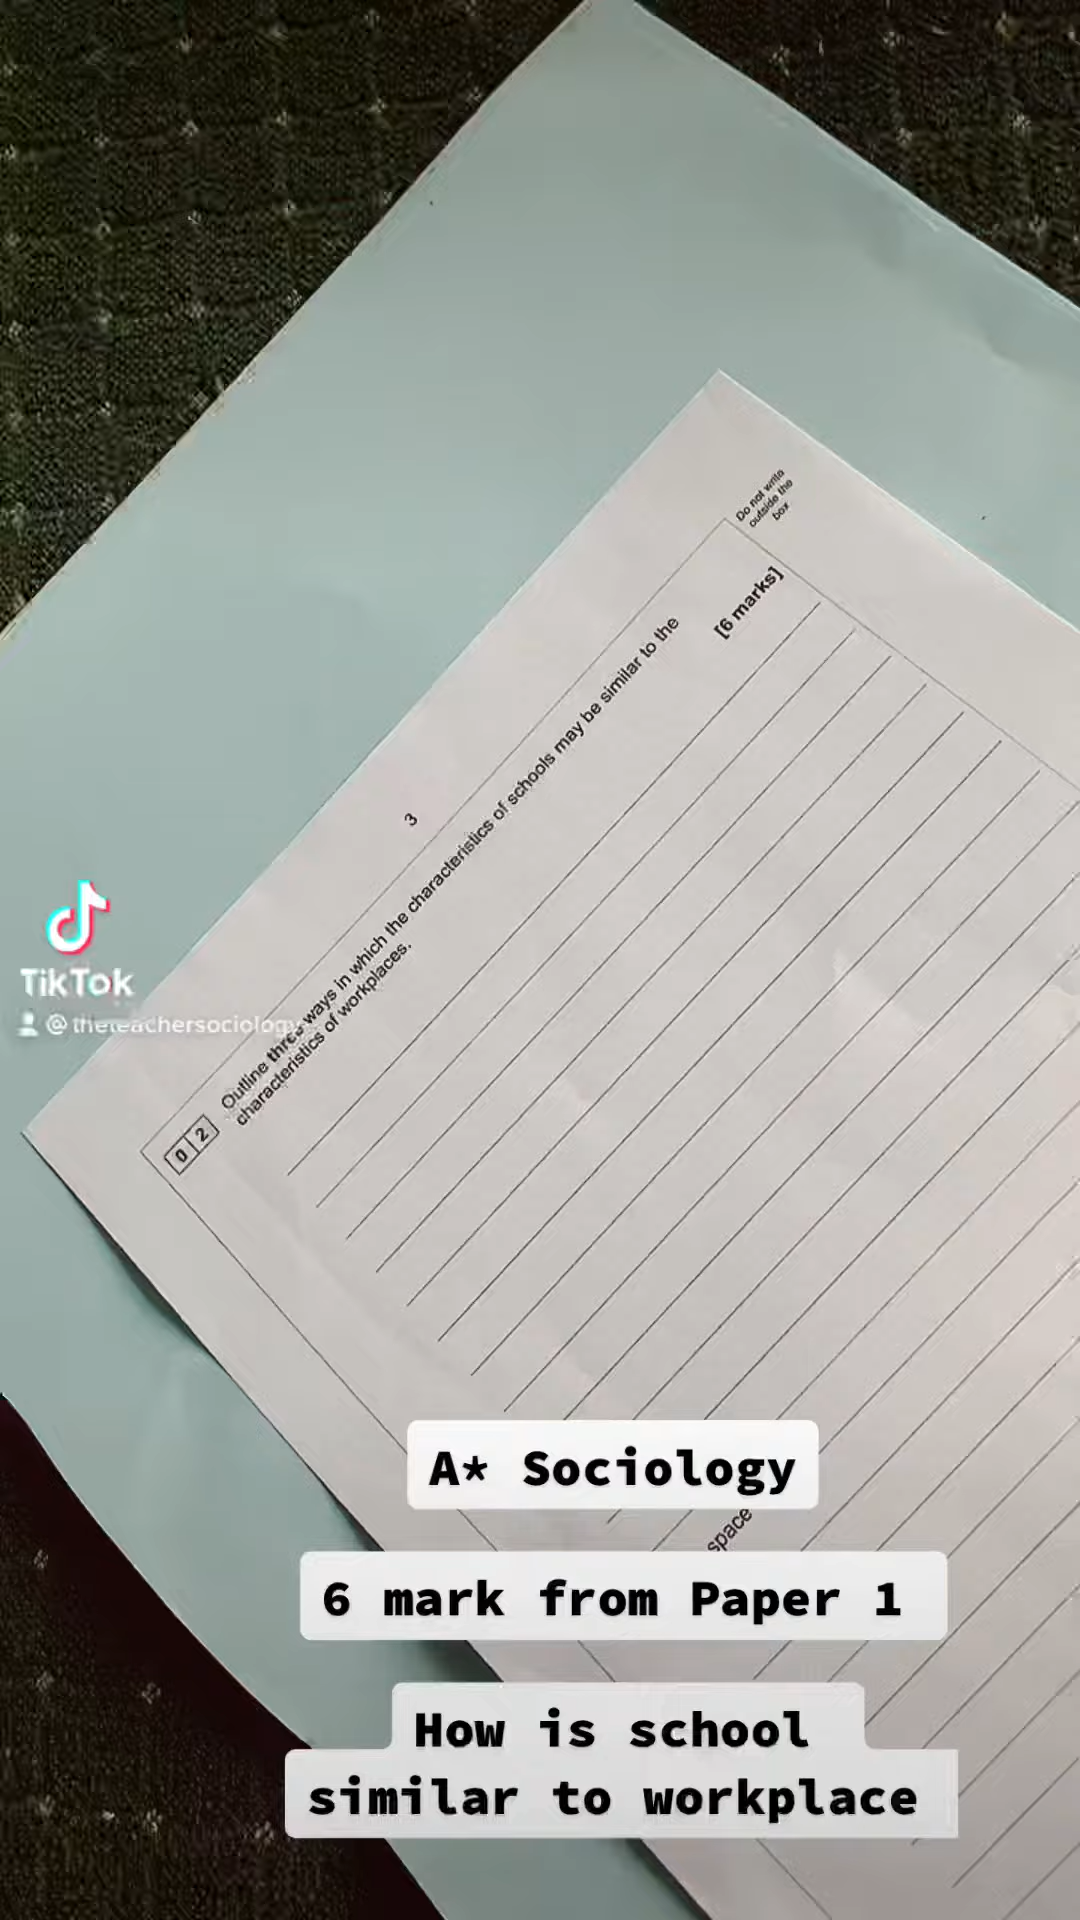 Do not write
outside the
box
3
[6 marks]
0 2
Outline three ways in which the characteristics of schools may be similar to the
characteristics of workplaces.
TikTok
@theteachersociology
A* Sociology
space
6 mark from Paper 1
How is school
similar to workplace